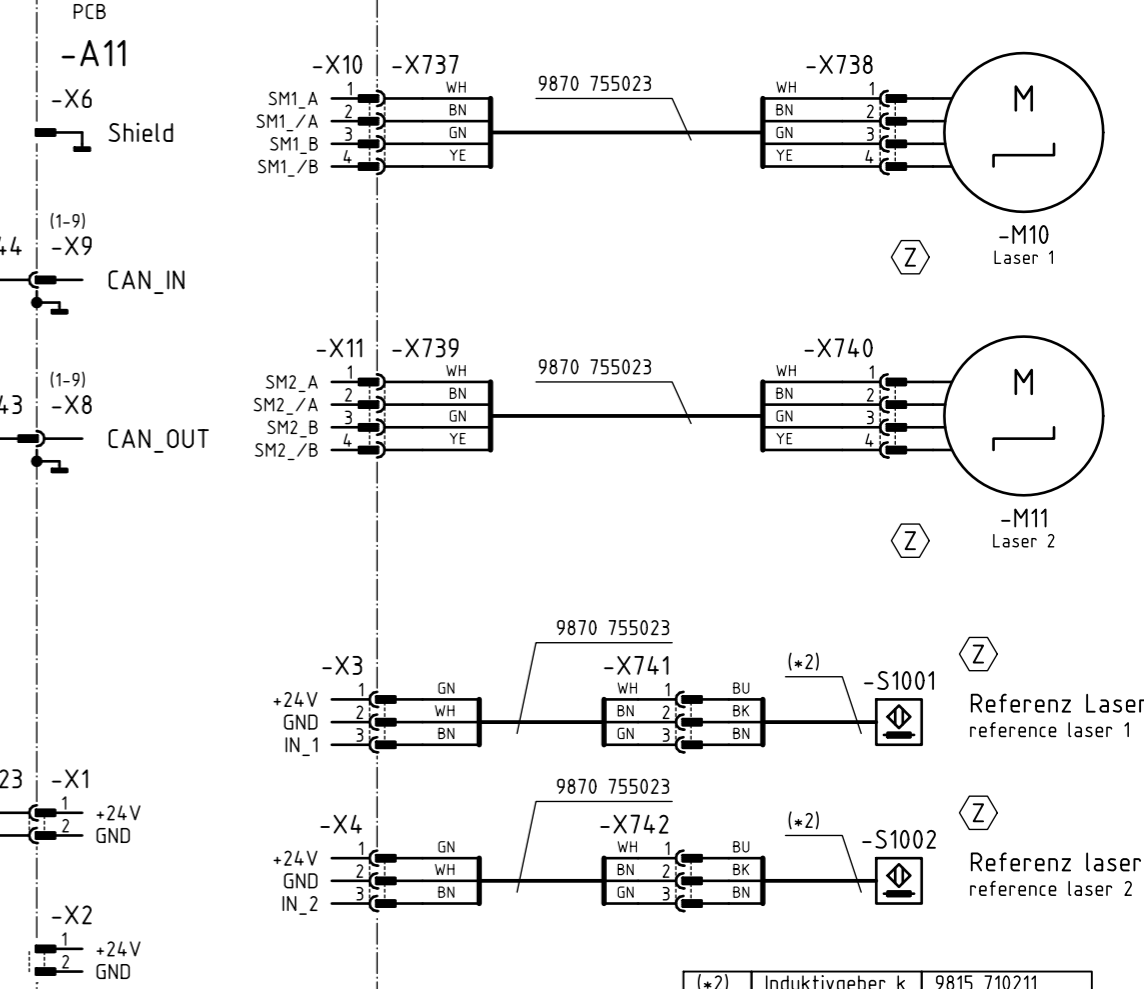 PCB
-A11
-X6
Shield
44
(1-9)
-X9
CAN_IN
43
(1-9)
-X8
CAN_OUT
23
-X1
1 +24V
2 GND
-X2
1 +24V
2 GND
-X10 -X737
SM1_A 1 WH
SM1_/A 2 BN
SM1_B 3 GN
SM1_/B 4 YE
9870 755023
-X738
WH 1
BN 2
GN 3
YE 4
M
-M10
Laser 1
Z
-X11 -X739
SM2_A 1 WH
SM2_/A 2 BN
SM2_B 3 GN
SM2_/B 4 YE
9870 755023
-X740
WH 1
BN 2
GN 3
YE 4
M
-M11
Laser 2
Z
-X3
+24V 1 GN
GND 2 WH
IN_1 3 BN
9870 755023
-X741
WH 1 BU
BN 2 BK
GN 3 BN
(*2)
-S1001
Z
Referenz Laser
reference laser 1
-X4
+24V 1 GN
GND 2 WH
IN_2 3 BN
9870 755023
-X742
WH 1 BU
BN 2 BK
GN 3 BN
(*2)
-S1002
Z
Referenz laser
reference laser 2
(*2) Induktivgeber k 9815 710211